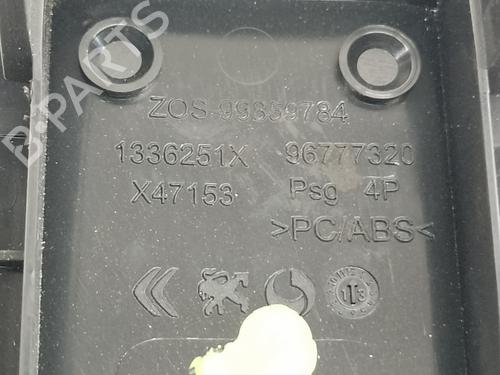 B-PARTS
ZOS-99859784
1336251X 96777320
X47153 Psg 4P
>PC/ABS<